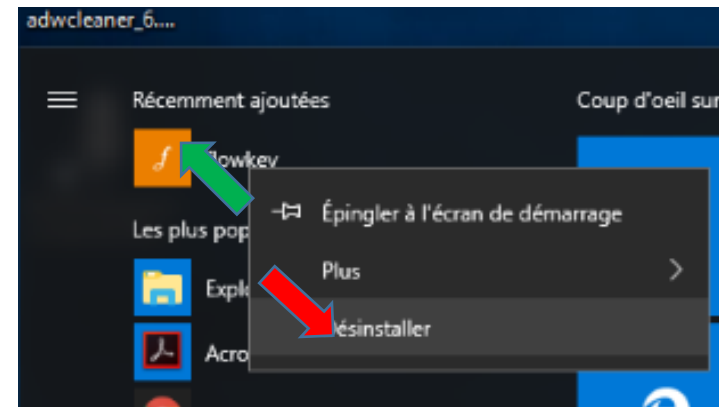 adwcleaner_6....
Récemment ajoutées
Coup d'oeil sur
flowkey
Épingler à l'écran de démarrage
Les plus pop
Plus
Explo
Désinstaller
Acro